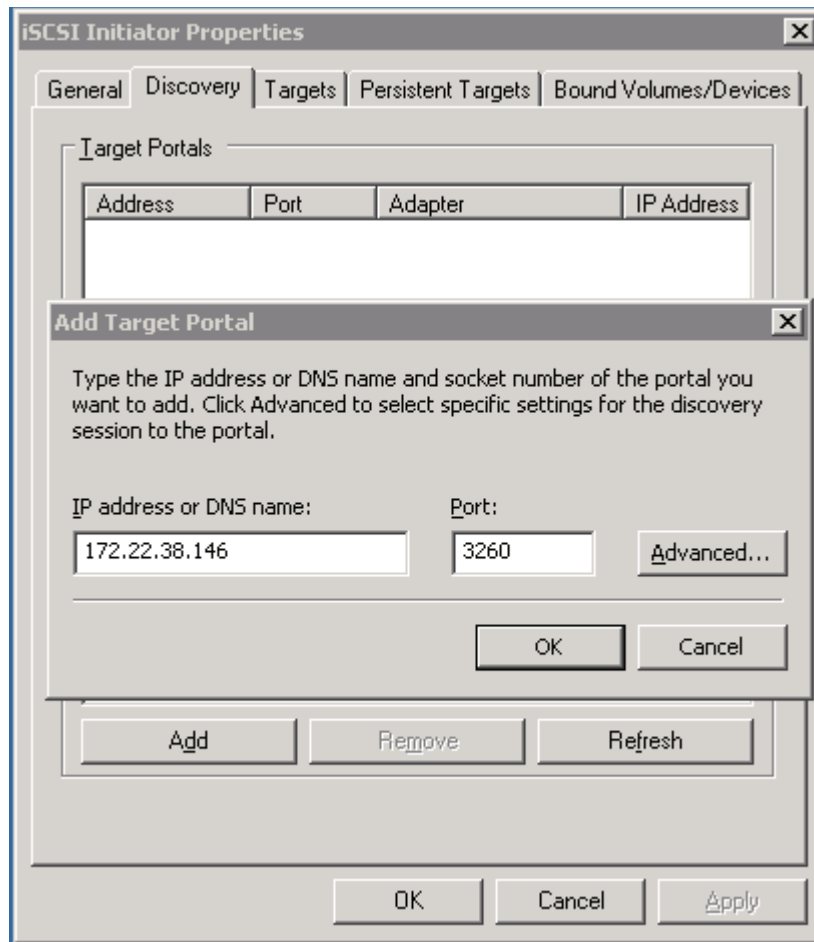 iSCSI Initiator Properties
General Discovery Targets Persistent Targets Bound Volumes/Devices
Target Portals
Address Port Adapter IP Address
Add Target Portal
Type the IP address or DNS name and socket number of the portal you
want to add. Click Advanced to select specific settings for the discovery
session to the portal.
IP address or DNS name: Port:
172.22.38.146 3260 Advanced...
OK Cancel
Add Remove Refresh
OK Cancel Apply